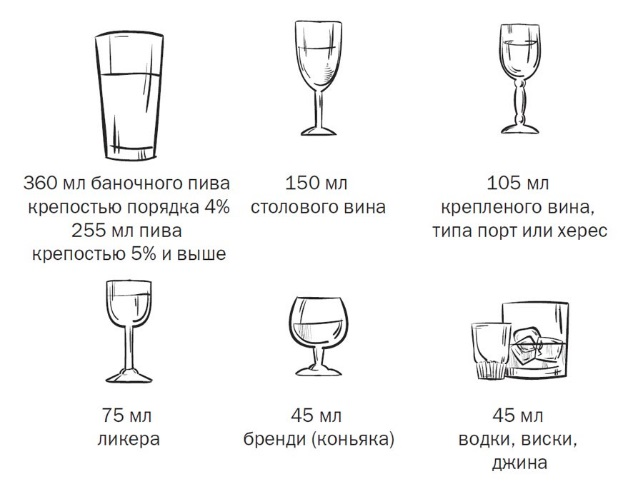 360 мл баночного пива
крепостью порядка 4%
255 мл пива
крепостью 5% и выше
150 мл
столового вина
105 мл
крепленого вина,
типа порт или херес
75 мл
ликера
45 мл
бренди (коньяка)
45 мл
водки, виски,
джина